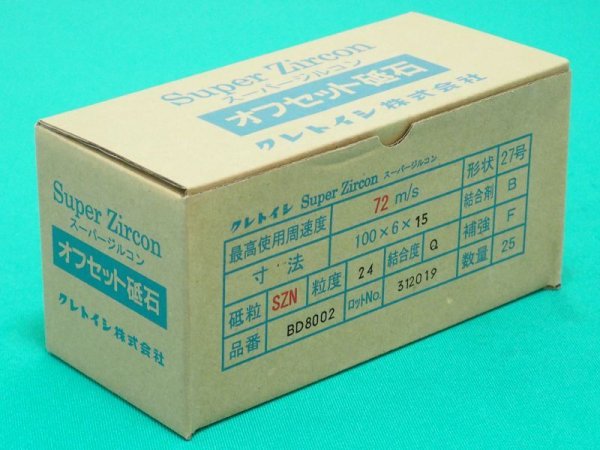 Super Zircon
スーパージルコン
オフセット砥石
クレトイシ株式会社
Super Zircon
スーパージルコン
オフセット砥石
クレトイシ株式会社
クレトイシ Super Zircon スーパージルコン
最高使用周速度 72 m/s 形状 27号
寸法 100×6×15 結合剤 B
砥粒 SZN 粒度 24 結合度 Q 補強 F
品番 BD8002 ロットNo. 312019 数量 25